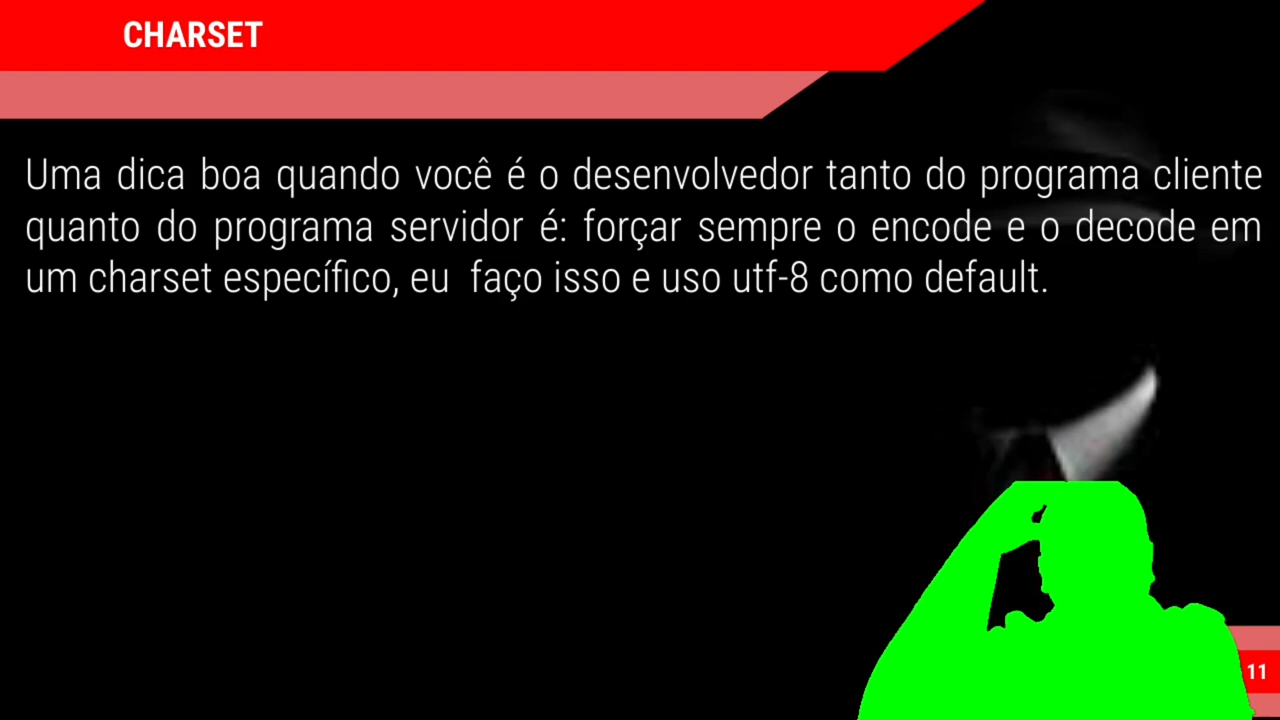 CHARSET
Uma dica boa quando você é o desenvolvedor tanto do programa cliente
quanto do programa servidor é: forçar sempre o encode e o decode em
um charset específico, eu  faço isso e uso utf-8 como default.
11